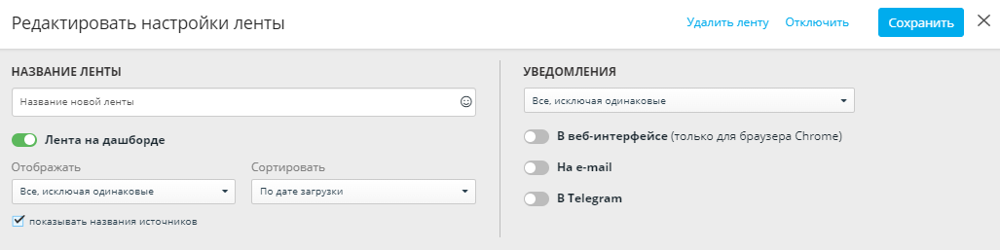 Редактировать настройки ленты
Удалить ленту
Отключить
Сохранить
НАЗВАНИЕ ЛЕНТЫ
Название новой ленты
Лента на дашборде
Отображать
Сортировать
Все, исключая одинаковые
По дате загрузки
показывать названия источников
УВЕДОМЛЕНИЯ
Все, исключая одинаковые
В веб-интерфейсе (только для браузера Chrome)
На e-mail
В Telegram